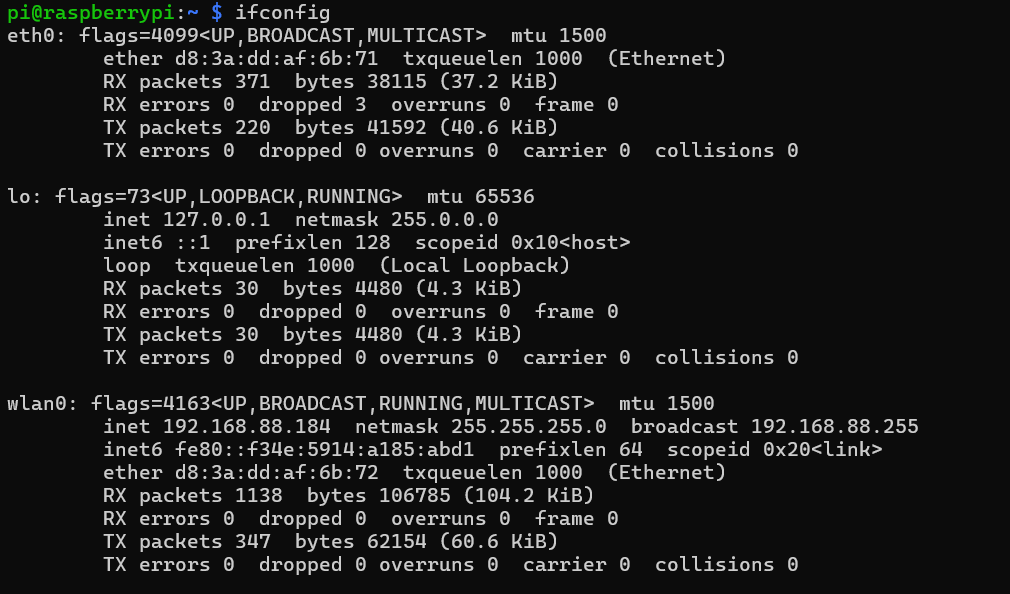 pi@raspberrypi:~ $ ifconfig
eth0: flags=4099<UP,BROADCAST,MULTICAST>  mtu 1500
        ether d8:3a:dd:af:6b:71  txqueuelen 1000  (Ethernet)
        RX packets 371  bytes 38115 (37.2 KiB)
        RX errors 0  dropped 3  overruns 0  frame 0
        TX packets 220  bytes 41592 (40.6 KiB)
        TX errors 0  dropped 0 overruns 0  carrier 0  collisions 0

lo: flags=73<UP,LOOPBACK,RUNNING>  mtu 65536
        inet 127.0.0.1  netmask 255.0.0.0
        inet6 ::1  prefixlen 128  scopeid 0x10<host>
        loop  txqueuelen 1000  (Local Loopback)
        RX packets 30  bytes 4480 (4.3 KiB)
        RX errors 0  dropped 0  overruns 0  frame 0
        TX packets 30  bytes 4480 (4.3 KiB)
        TX errors 0  dropped 0 overruns 0  carrier 0  collisions 0

wlan0: flags=4163<UP,BROADCAST,RUNNING,MULTICAST>  mtu 1500
        inet 192.168.88.184  netmask 255.255.255.0  broadcast 192.168.88.255
        inet6 fe80::f34e:5914:a185:abd1  prefixlen 64  scopeid 0x20<link>
        ether d8:3a:dd:af:6b:72  txqueuelen 1000  (Ethernet)
        RX packets 1138  bytes 106785 (104.2 KiB)
        RX errors 0  dropped 0  overruns 0  frame 0
        TX packets 347  bytes 62154 (60.6 KiB)
        TX errors 0  dropped 0 overruns 0  carrier 0  collisions 0